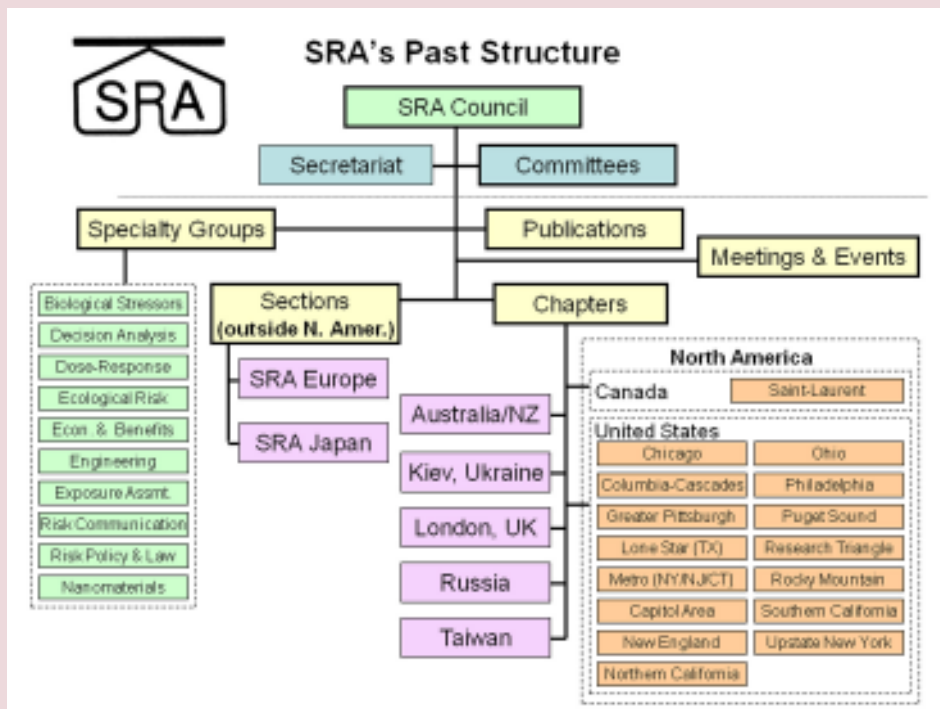 SRA
SRA's Past Structure
SRA Council
Secretariat
Committees
Specialty Groups
Publications
Meetings & Events
Sections
(outside N. Amer.)
Chapters
Biological Stressors
Decision Analysis
Dose-Response
Ecological Risk
Econ. & Benefits
Engineering
Exposure Assmt.
Risk Communication
Risk Policy & Law
Nanomaterials
SRA Europe
SRA Japan
Australia/NZ
Kiev, Ukraine
London, UK
Russia
Taiwan
North America
Canada
Saint-Laurent
United States
Chicago
Ohio
Columbia-Cascades
Philadelphia
Greater Pittsburgh
Puget Sound
Lone Star (TX)
Research Triangle
Metro (NY/NJ/CT)
Rocky Mountain
Capitol Area
Southern California
New England
Upstate New York
Northern California